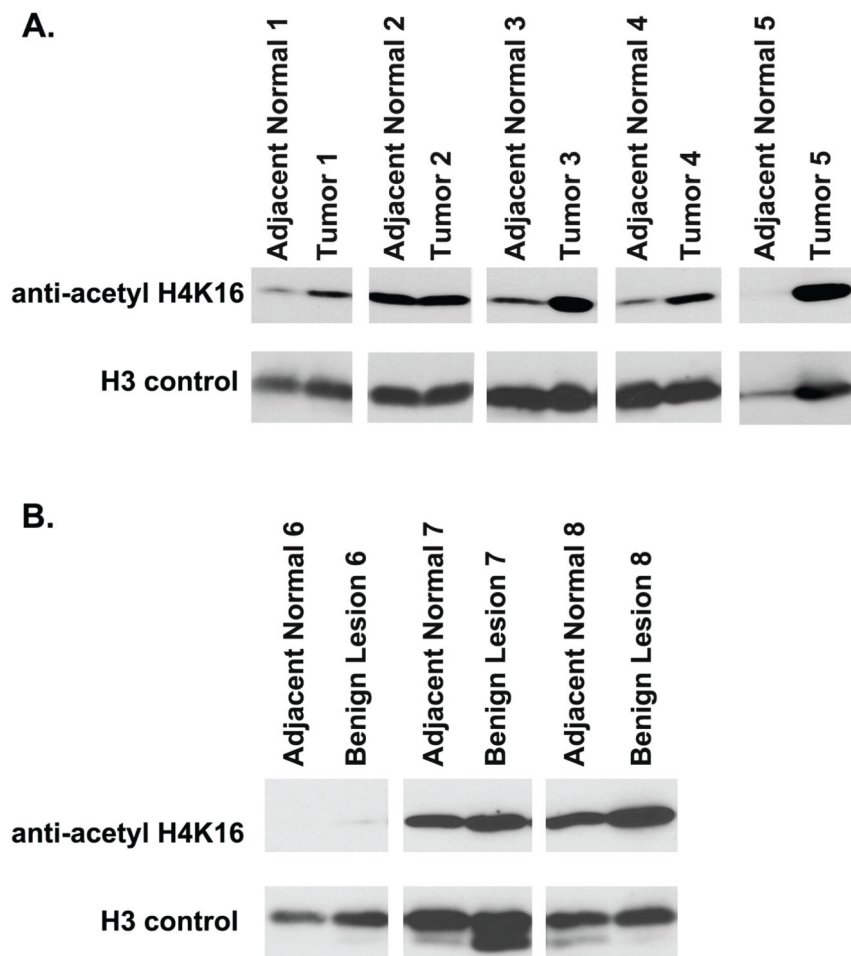 A.
Adjacent Normal 1
Tumor 1
Adjacent Normal 2
Tumor 2
Adjacent Normal 3
Tumor 3
Adjacent Normal 4
Tumor 4
Adjacent Normal 5
Tumor 5
anti-acetyl H4K16
H3 control
B.
Adjacent Normal 6
Benign Lesion 6
Adjacent Normal 7
Benign Lesion 7
Adjacent Normal 8
Benign Lesion 8
anti-acetyl H4K16
H3 control